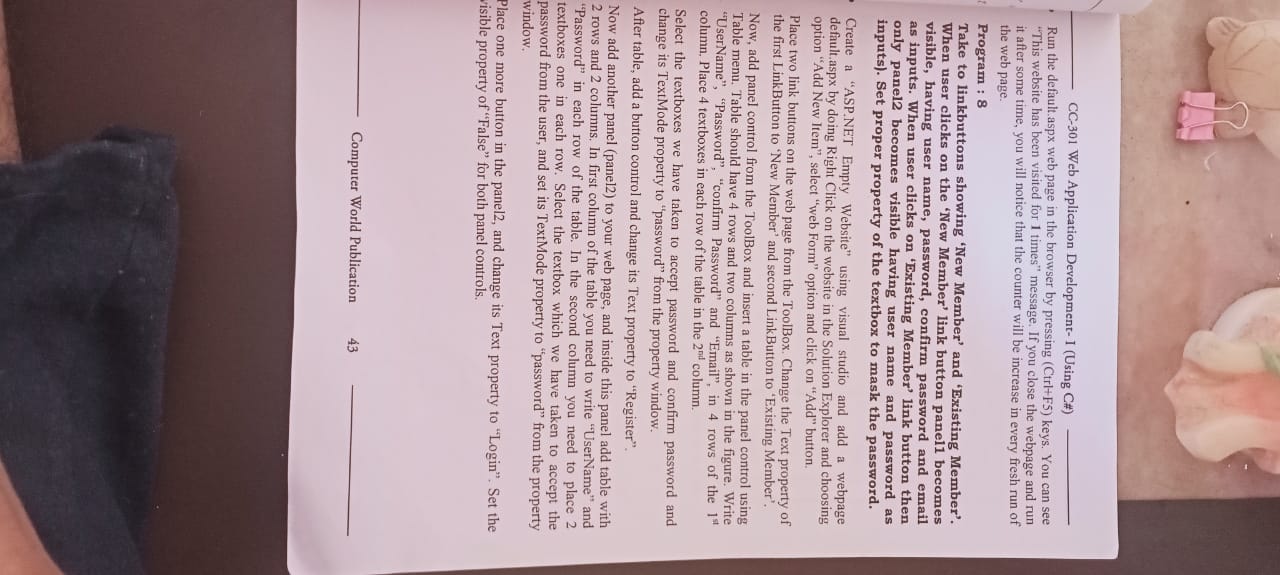 CC-301 Web Application Development- I (Using C#)
Run the default.aspx web page in the browser by pressing (Ctrl+F5) keys. You can see
"This website has been visited for 1 times" message. If you close the webpage and run
it after some time, you will notice that the counter will be increase in every fresh run of
the web page.
Program : 8
Take to linkbuttons showing 'New Member' and 'Existing Member'.
When user clicks on the 'New Member' link button panel1 becomes
visible, having user name, password, confirm password and email
as inputs. When user clicks on 'Existing Member' link button then
only panel2 becomes visible having user name and password as
inputs). Set proper property of the textbox to mask the password.
Create a "ASP.NET Empty Website" using visual studio and add a webpage
default.aspx by doing Right Click on the website in the Solution Explorer and choosing
option "Add New Item", select "web Form" option and click on "Add" button.
Place two link buttons on the web page from the ToolBox. Change the Text property of
the first LinkButton to 'New Member' and second LinkButton to 'Existing Member'.
Now, add panel control from the ToolBox and insert a table in the panel control using
Table menu. Table should have 4 rows and two columns as shown in the figure. Write
"UserName", "Password", "confirm Password" and "Email", in 4 rows of the 1st
column. Place 4 textboxes in each row of the table in the 2nd column.
Select the textboxes we have taken to accept password and confirm password and
change its TextMode property to "password" from the property window.
After table, add a button control and change its Text property to "Register".
Now add another panel (panel2) to your web page, and inside this panel add table with
2 rows and 2 columns. In first column of the table you need to write "UserName" and
"Password" in each row of the table. In the second column you need to place 2
textboxes one in each row. Select the textbox which we have taken to accept the
password from the user, and set its TextMode property to "password" from the property
window.
Place one more button in the panel2, and change its Text property to "Login". Set the
visible property of "False" for both panel controls.
Computer World Publication 43